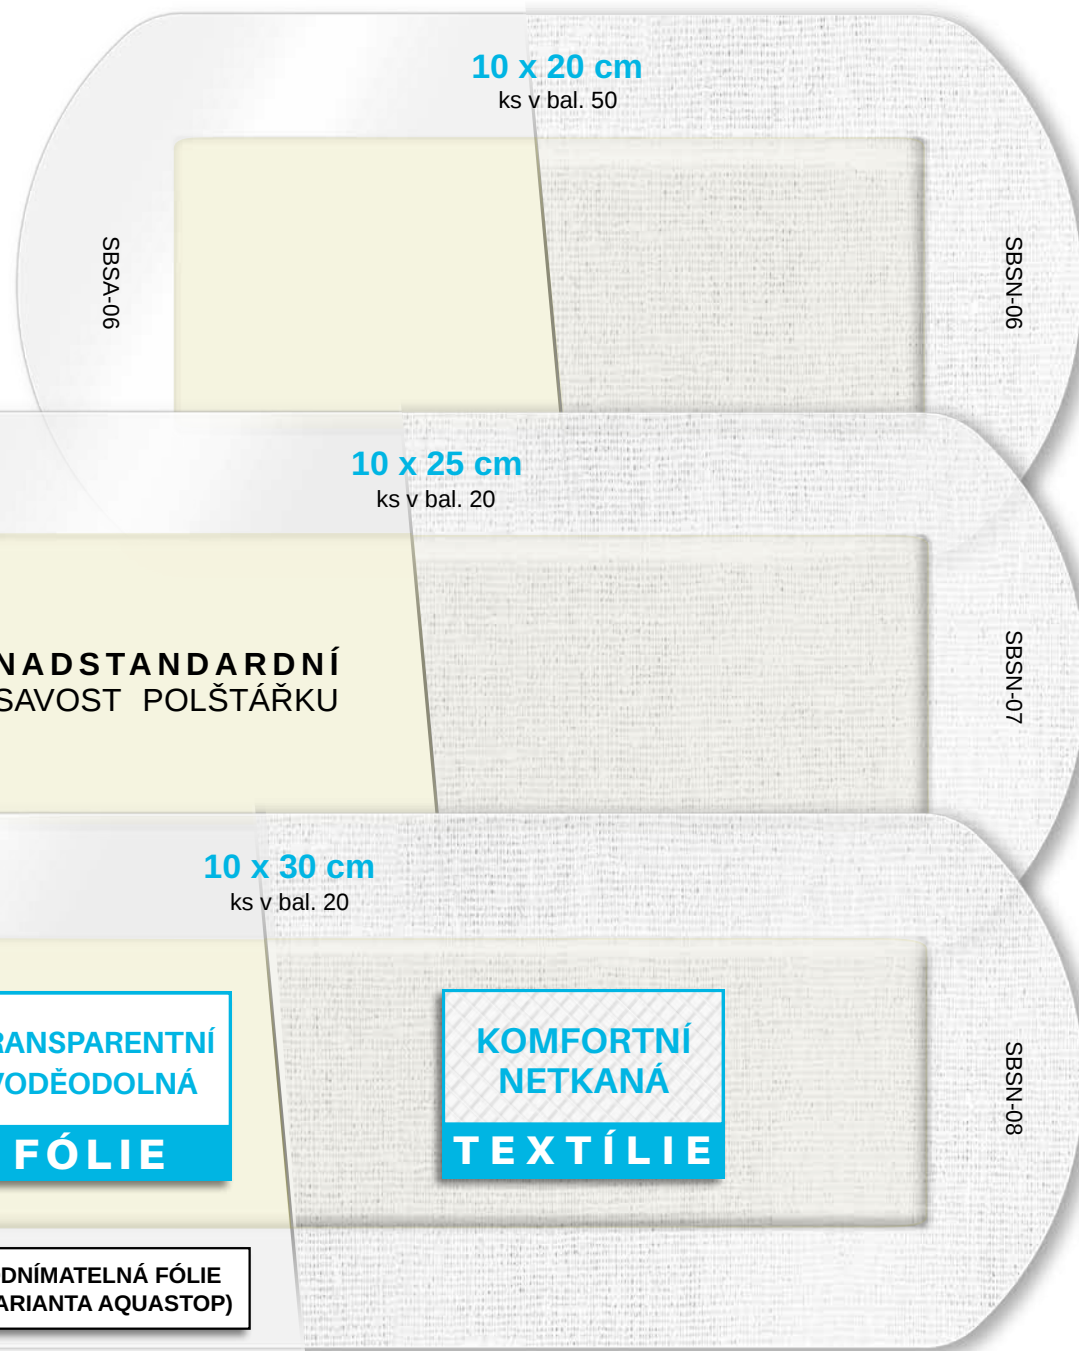 10 x 20 cm
ks v bal. 50
SBSA-06
SBSN-06
10 x 25 cm
ks v bal. 20
NADSTANDARDNÍ
SAVOST POLŠTÁŘKU
SBSN-07
10 x 30 cm
ks v bal. 20
RANSPARENTNÍ
VODĚODOLNÁ
FÓLIE
KOMFORTNÍ
NETKANÁ
TEXTÍLIE
SBSN-08
DNÍMATELNÁ FÓLIE
ARIANTA AQUASTOP)